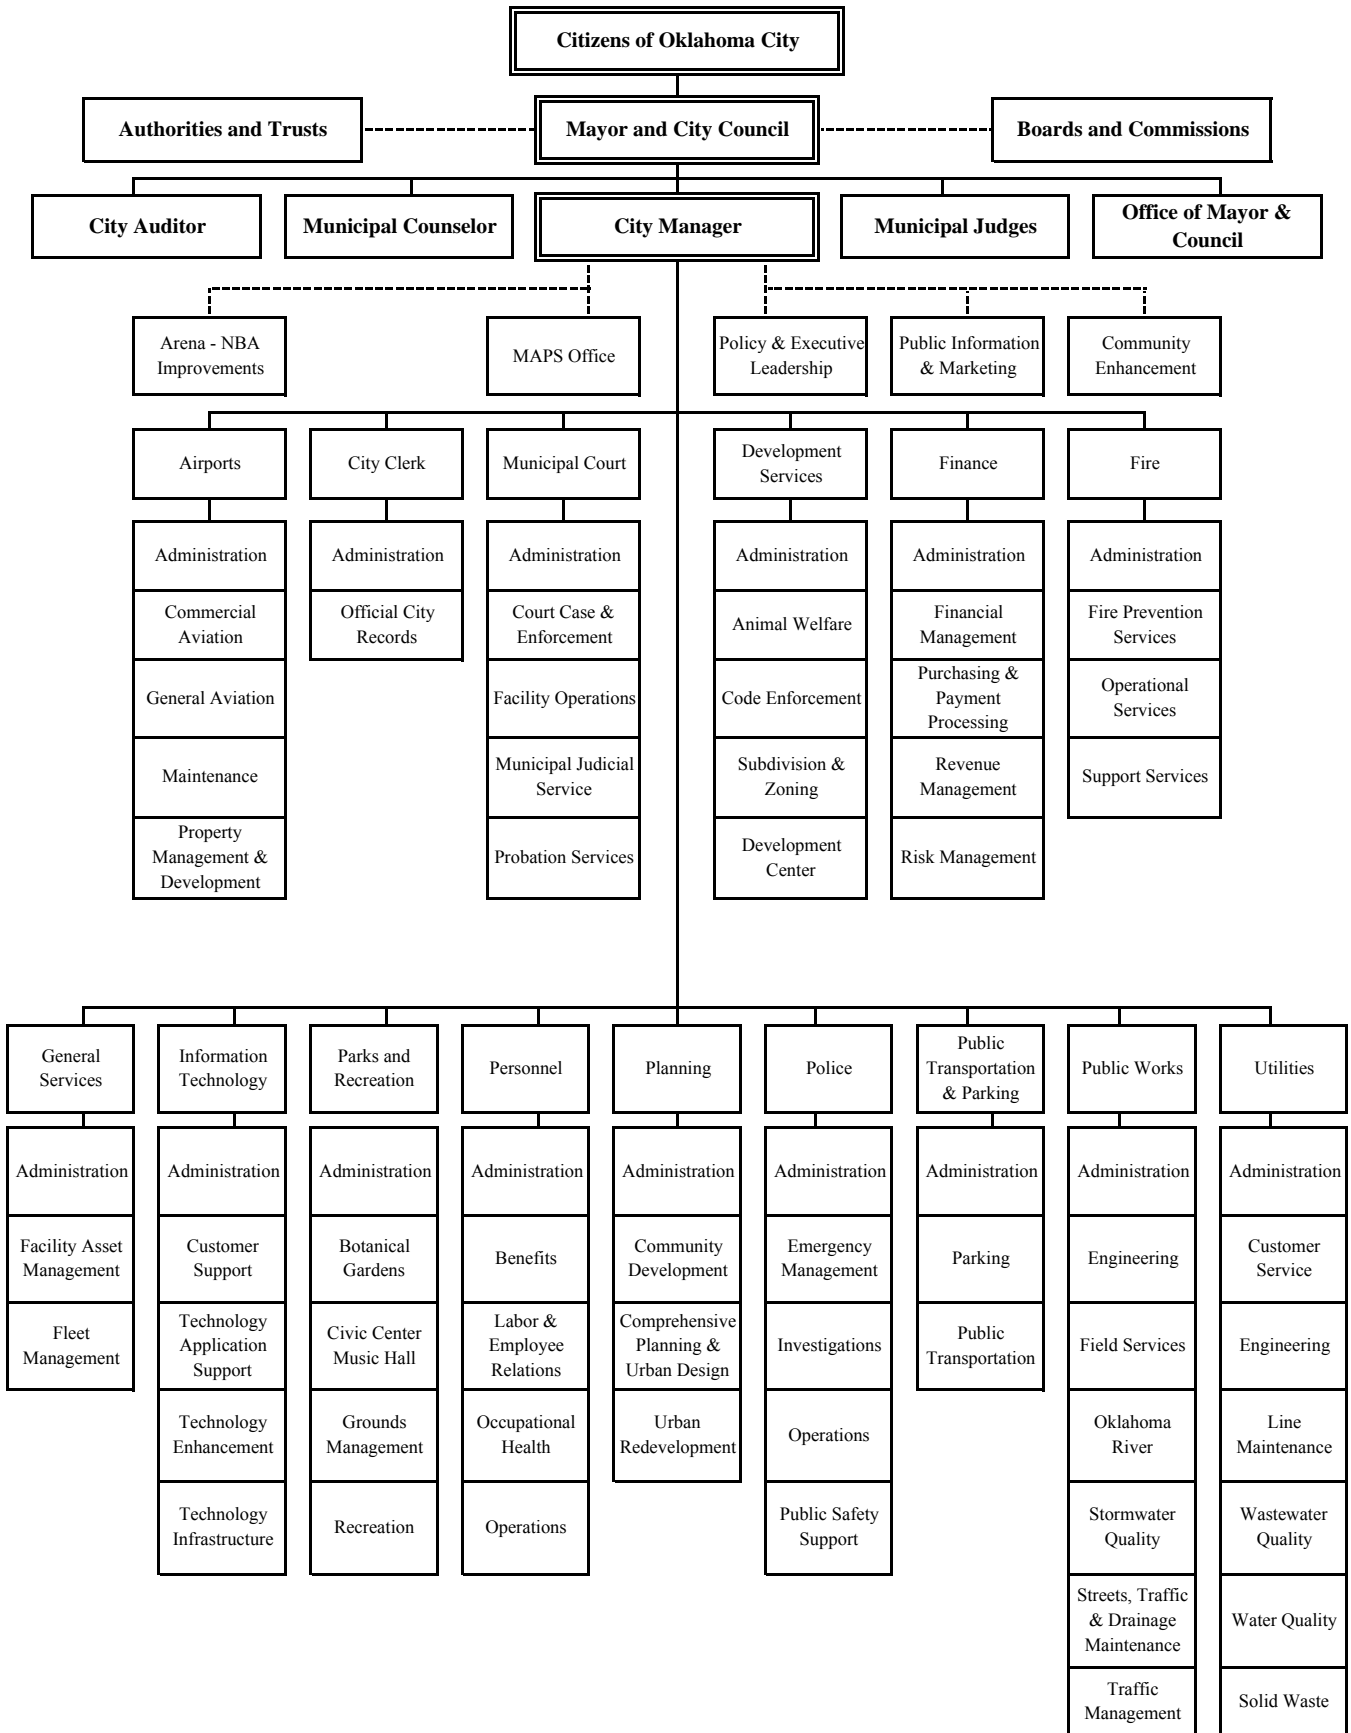 Citizens of Oklahoma City
Authorities and Trusts
Mayor and City Council
Boards and Commissions
City Auditor
Municipal Counselor
City Manager
Municipal Judges
Office of Mayor &
Council
Arena - NBA
Improvements
MAPS Office
Policy & Executive
Leadership
Public Information
& Marketing
Community
Enhancement
Airports
City Clerk
Municipal Court
Development
Services
Finance
Fire
Administration
Administration
Administration
Administration
Administration
Administration
Commercial
Aviation
Official City
Records
Court Case &
Enforcement
Animal Welfare
Financial
Management
Fire Prevention
Services
General Aviation
Facility Operations
Code Enforcement
Purchasing &
Payment
Processing
Operational
Services
Maintenance
Municipal Judicial
Service
Subdivision &
Zoning
Revenue
Management
Support Services
Property
Management &
Development
Probation Services
Development
Center
Risk Management
General
Services
Information
Technology
Parks and
Recreation
Personnel
Planning
Police
Public
Transportation
& Parking
Public Works
Utilities
Administration
Administration
Administration
Administration
Administration
Administration
Administration
Administration
Administration
Facility Asset
Management
Customer
Support
Botanical
Gardens
Benefits
Community
Development
Emergency
Management
Parking
Engineering
Customer
Service
Fleet
Management
Technology
Application
Support
Civic Center
Music Hall
Labor &
Employee
Relations
Comprehensive
Planning &
Urban Design
Investigations
Public
Transportation
Field Services
Engineering
Technology
Enhancement
Grounds
Management
Occupational
Health
Urban
Redevelopment
Operations
Oklahoma
River
Line
Maintenance
Technology
Infrastructure
Recreation
Operations
Public Safety
Support
Stormwater
Quality
Wastewater
Quality
Streets, Traffic
& Drainage
Maintenance
Water Quality
Traffic
Management
Solid Waste